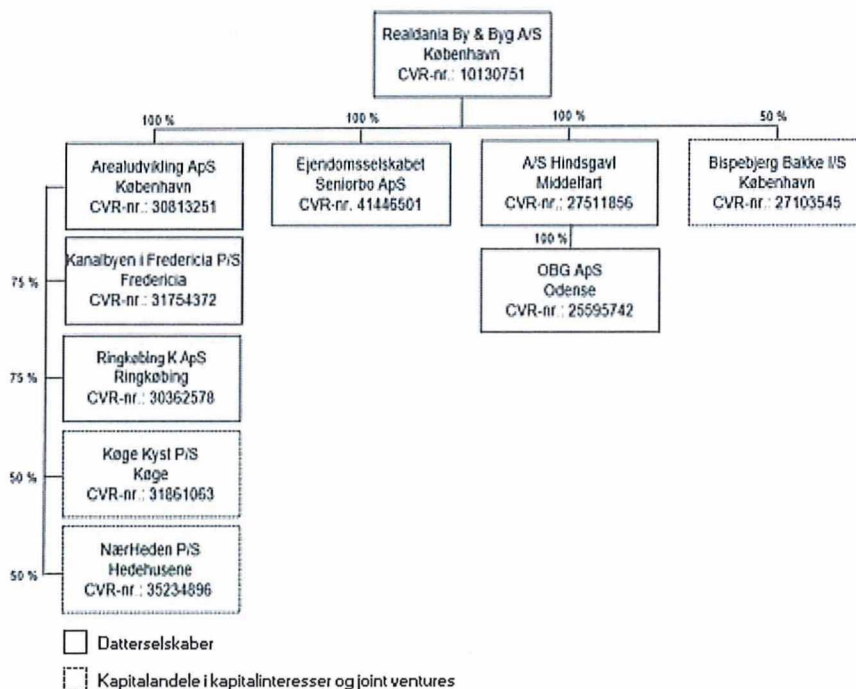 Realdania By & Byg A/S
København
CVR-nr.: 10130751
100 %
100 %
100 %
50 %
Arealudvikling ApS
København
CVR-nr.: 30813251
Ejendomsselskabet
Seniorbo ApS
CVR-nr. 41446501
A/S Hindsgavl
Middelfart
CVR-nr.: 27511856
Bispebjerg Bakke I/S
København
CVR-nr.: 27103545
100 %
75 %
Kanalbyen i Fredericia P/S
Fredericia
CVR-nr.: 31754372
OBG ApS
Odense
CVR-nr.: 25595742
75 %
Ringkøbing K ApS
Ringkøbing
CVR-nr.: 30362578
50 %
Køge Kyst P/S
Køge
CVR-nr.: 31861063
50 %
NærHeden P/S
Hedehusene
CVR-nr.: 35234896
Datterselskaber
Kapitalandele i kapitalinteresser og joint ventures